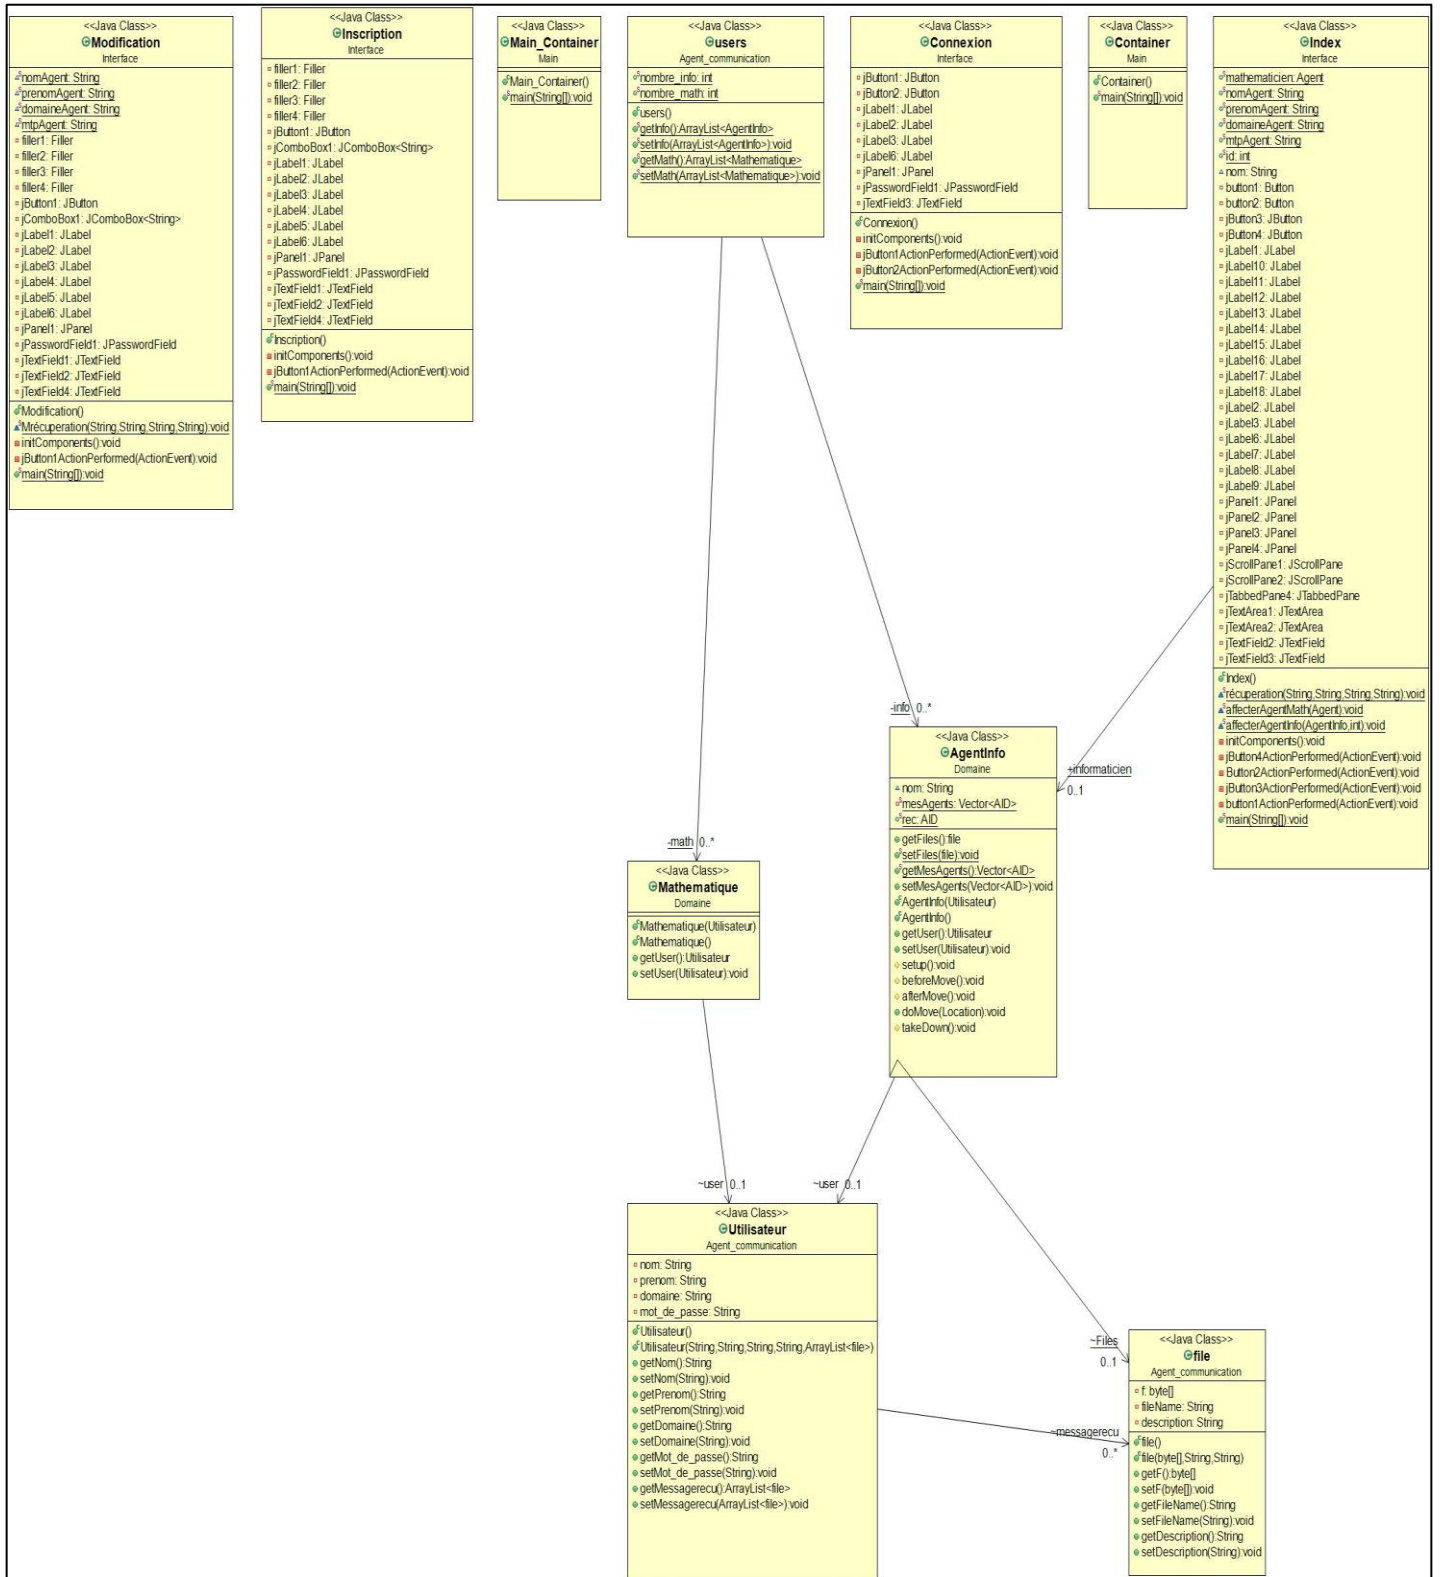 <<Java Class>>
Modification
Interface
nomAgent: String
prenomAgent: String
domaineAgent: String
mtpAgent: String
filler1: Filler
filler2: Filler
filler3: Filler
filler4: Filler
jButton1: JButton
jComboBox1: JComboBox<String>
jLabel1: JLabel
jLabel2: JLabel
jLabel3: JLabel
jLabel4: JLabel
jLabel5: JLabel
jLabel6: JLabel
jPanel1: JPanel
jPasswordField1: JPasswordField
jTextField1: JTextField
jTextField2: JTextField
jTextField4: JTextField
Modification()
Mrécuperation(String,String,String,String):void
initComponents():void
jButton1ActionPerformed(ActionEvent):void
main(String[]):void
<<Java Class>>
Inscription
Interface
filler1: Filler
filler2: Filler
filler3: Filler
filler4: Filler
jButton1: JButton
jComboBox1: JComboBox<String>
jLabel1: JLabel
jLabel2: JLabel
jLabel3: JLabel
jLabel4: JLabel
jLabel5: JLabel
jLabel6: JLabel
jPanel1: JPanel
jPasswordField1: JPasswordField
jTextField1: JTextField
jTextField2: JTextField
jTextField4: JTextField
Inscription()
initComponents():void
jButton1ActionPerformed(ActionEvent):void
main(String[]):void
<<Java Class>>
Main_Container
Main
Main_Container()
main(String[]):void
<<Java Class>>
users
Agent_communication
nombre_info: int
nombre_math: int
users()
getInfo():ArrayList<AgentInfo>
setInfo(ArrayList<AgentInfo>):void
getMath():ArrayList<Mathematique>
setMath(ArrayList<Mathematique>):void
<<Java Class>>
Connexion
Interface
jButton1: JButton
jButton2: JButton
jLabel1: JLabel
jLabel2: JLabel
jLabel3: JLabel
jLabel6: JLabel
jPanel1: JPanel
jPasswordField1: JPasswordField
jTextField3: JTextField
Connexion()
initComponents():void
jButton1ActionPerformed(ActionEvent):void
jButton2ActionPerformed(ActionEvent):void
main(String[]):void
<<Java Class>>
Container
Main
Container()
main(String[]):void
<<Java Class>>
Index
Interface
mathematicien: Agent
nomAgent: String
prenomAgent: String
domaineAgent: String
mtpAgent: String
id: int
nom: String
button1: Button
button2: Button
jButton3: JButton
jButton4: JButton
jLabel1: JLabel
jLabel10: JLabel
jLabel11: JLabel
jLabel12: JLabel
jLabel13: JLabel
jLabel14: JLabel
jLabel15: JLabel
jLabel16: JLabel
jLabel17: JLabel
jLabel18: JLabel
jLabel2: JLabel
jLabel3: JLabel
jLabel6: JLabel
jLabel7: JLabel
jLabel8: JLabel
jLabel9: JLabel
jPanel1: JPanel
jPanel2: JPanel
jPanel3: JPanel
jPanel4: JPanel
jScrollPane1: JScrollPane
jScrollPane2: JScrollPane
jTabbedPane4: JTabbedPane
jTextArea1: JTextArea
jTextArea2: JTextArea
jTextField2: JTextField
jTextField3: JTextField
Index()
récuperation(String,String,String,String):void
affecterAgentMath(Agent):void
affecterAgentInfo(AgentInfo,int):void
initComponents():void
jButton4ActionPerformed(ActionEvent):void
Button2ActionPerformed(ActionEvent):void
jButton3ActionPerformed(ActionEvent):void
button1ActionPerformed(ActionEvent):void
main(String[]):void
-info 0..*
<<Java Class>>
AgentInfo
Domaine
nom: String
mesAgents: Vector<AID>
rec: AID
getFiles():file
setFiles(file):void
getMesAgents():Vector<AID>
setMesAgents(Vector<AID>):void
AgentInfo(Utilisateur)
AgentInfo()
getUser():Utilisateur
setUser(Utilisateur):void
setup():void
beforeMove():void
afterMove():void
doMove(Location):void
takeDown():void
+informaticien
0..1
-math 0..*
<<Java Class>>
Mathematique
Domaine
Mathematique(Utilisateur)
Mathematique()
getUser():Utilisateur
setUser(Utilisateur):void
~user 0..1
~user 0..1
<<Java Class>>
Utilisateur
Agent_communication
nom: String
prenom: String
domaine: String
mot_de_passe: String
Utilisateur()
Utilisateur(String,String,String,String,ArrayList<file>)
getNom():String
setNom(String):void
getPrenom():String
setPrenom(String):void
getDomaine():String
setDomaine(String):void
getMot_de_passe():String
setMot_de_passe(String):void
getMessagerecu():ArrayList<file>
setMessagerecu(ArrayList<file>):void
~Files
0..1
~messagerecu
0..*
<<Java Class>>
file
Agent_communication
f: byte[]
fileName: String
description: String
file()
file(byte[],String,String)
getF():byte[]
setF(byte[]):void
getFileName():String
setFileName(String):void
getDescription():String
setDescription(String):void